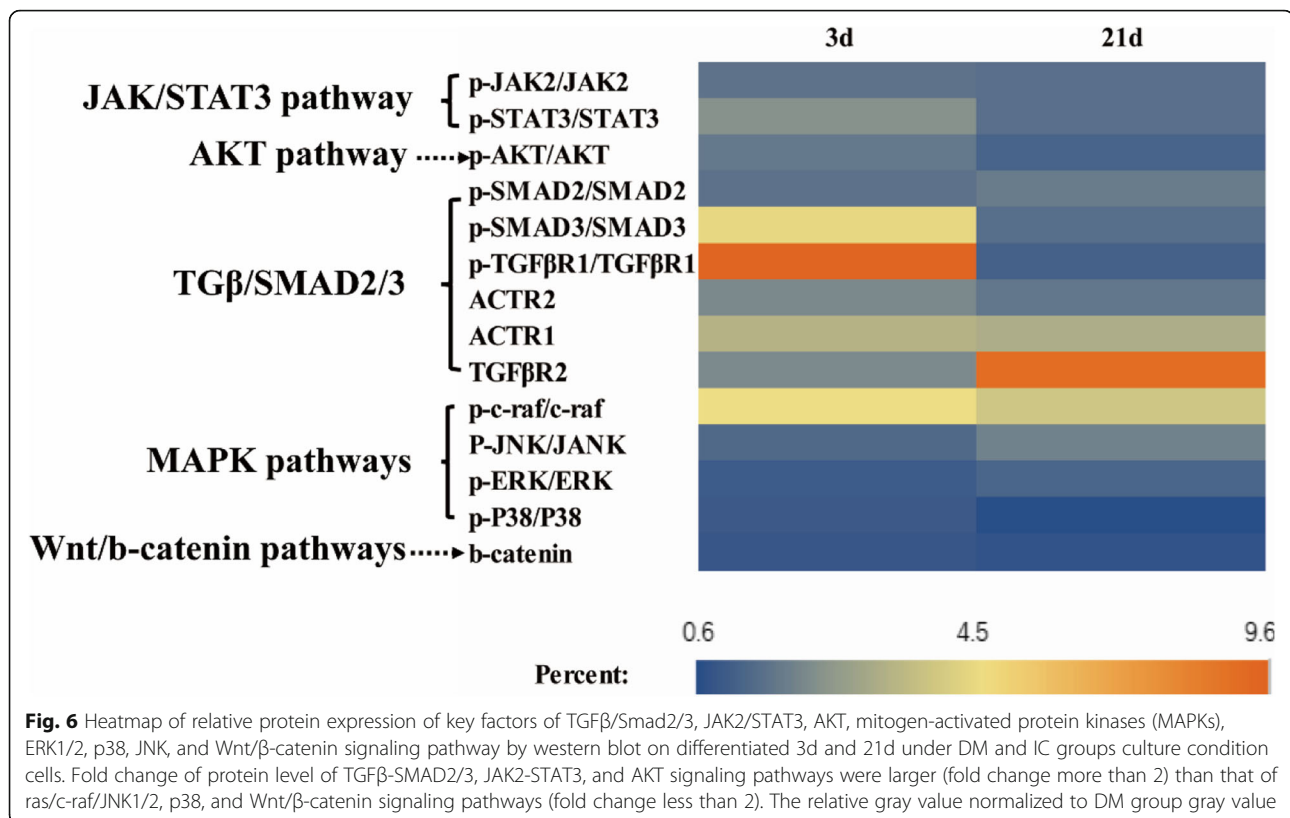 3d 21d
JAK/STAT3 pathway
p-JAK2/JAK2
p-STAT3/STAT3
AKT pathway
p-AKT/AKT
TGβ/SMAD2/3
p-SMAD2/SMAD2
p-SMAD3/SMAD3
p-TGFβR1/TGFβR1
ACTR2
ACTR1
TGFβR2
MAPK pathways
p-c-raf/c-raf
P-JNK/JANK
p-ERK/ERK
p-P38/P38
Wnt/b-catenin pathways
b-catenin
0.6 4.5 9.6
Percent:
Fig. 6 Heatmap of relative protein expression of key factors of TGFβ/Smad2/3, JAK2/STAT3, AKT, mitogen-activated protein kinases (MAPKs),
ERK1/2, p38, JNK, and Wnt/β-catenin signaling pathway by western blot on differentiated 3d and 21d under DM and IC groups culture condition
cells. Fold change of protein level of TGFβ-SMAD2/3, JAK2-STAT3, and AKT signaling pathways were larger (fold change more than 2) than that of
ras/c-raf/JNK1/2, p38, and Wnt/β-catenin signaling pathways (fold change less than 2). The relative gray value normalized to DM group gray value